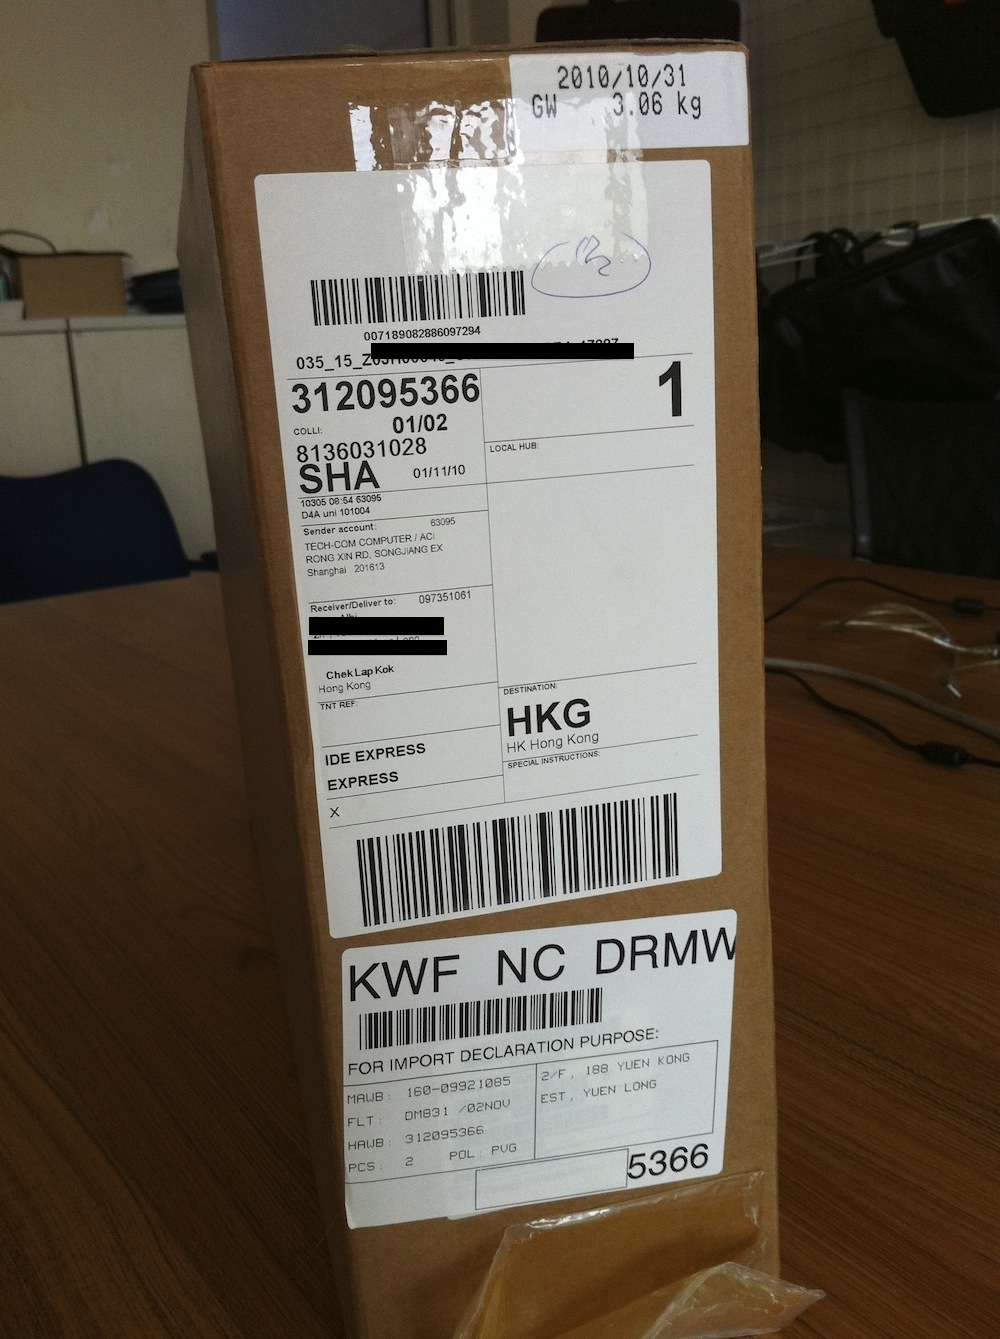 2010/10/31
GW 3.06 kg
007189082886097294
035_15_
312095366
1
COLLI: 01/02
8136031028
LOCAL HUB:
SHA 01/11/10
10305 08:54 63095
D4A uni 101004
Sender account: 63095
TECH-COM COMPUTER / ACI
RONG XIN RD, SONGJIANG EX
Shanghai 201613
Receiver/Deliver to: 097351061
Chek Lap Kok
Hong Kong
TNT REF:
DESTINATION:
HKG
HK Hong Kong
SPECIAL INSTRUCTIONS:
IDE EXPRESS
EXPRESS
X
KWF NC DRMW
FOR IMPORT DECLARATION PURPOSE:
MAWB: 160-09921085
FLT: DM831 /02NOV
HAWB: 312095366
PCS: 2 POL: PVG
2/F, 188 YUEN KONG
EST, YUEN LONG
5366